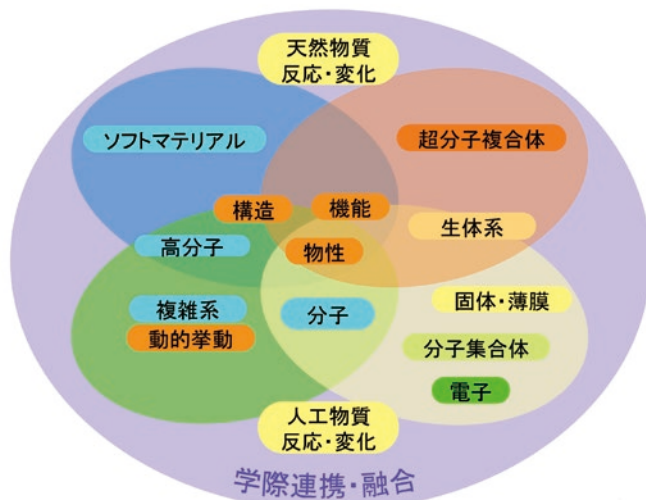 天然物質
反応・変化
ソフトマテリアル
超分子複合体
構造
機能
生体系
高分子
物性
固体・薄膜
複雑系
分子
動的挙動
分子集合体
電子
人工物質
反応・変化
学際連携・融合